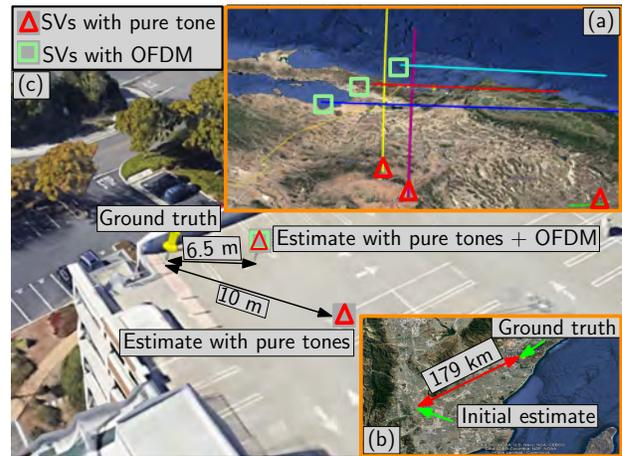 SVs with pure tone
SVs with OFDM
(c)
(a)
Ground truth
6.5 m
Estimate with pure tones + OFDM
10 m
Estimate with pure tones
Ground truth
179 km
Initial estimate
(b)